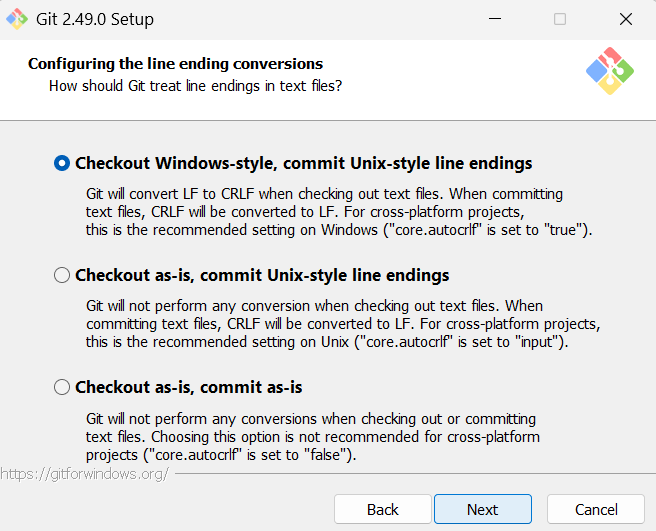 Git 2.49.0 Setup
Configuring the line ending conversions
How should Git treat line endings in text files?
Checkout Windows-style, commit Unix-style line endings
Git will convert LF to CRLF when checking out text files. When committing
text files, CRLF will be converted to LF. For cross-platform projects,
this is the recommended setting on Windows ("core.autocrlf" is set to "true").
Checkout as-is, commit Unix-style line endings
Git will not perform any conversion when checking out text files. When
committing text files, CRLF will be converted to LF. For cross-platform projects,
this is the recommended setting on Unix ("core.autocrlf" is set to "input").
Checkout as-is, commit as-is
Git will not perform any conversions when checking out or committing
text files. Choosing this option is not recommended for cross-platform
projects ("core.autocrlf" is set to "false").
https://gitforwindows.org/
Back
Next
Cancel